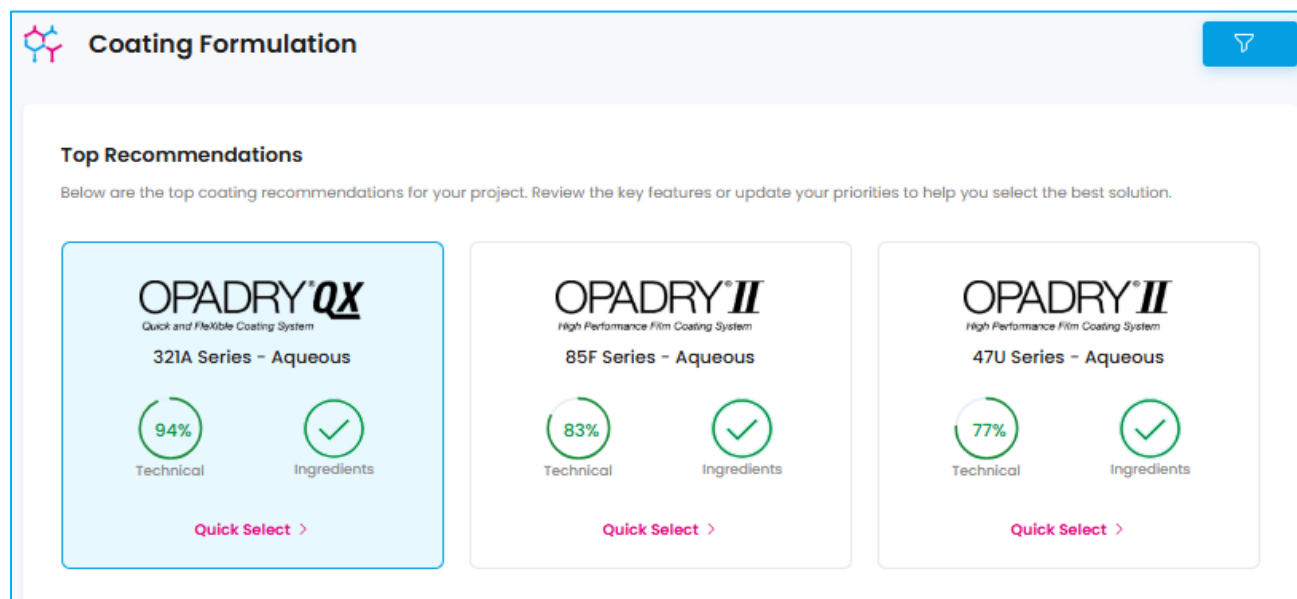 Coating Formulation
Top Recommendations
Below are the top coating recommendations for your project. Review the key features or update your priorities to help you select the best solution.
OPADRY® QX
Quick and FleXible Coating System
321A Series - Aqueous
94%
Technical
Ingredients
Quick Select >
OPADRY® II
High Performance Film Coating System
85F Series - Aqueous
83%
Technical
Ingredients
Quick Select >
OPADRY® II
High Performance Film Coating System
47U Series - Aqueous
77%
Technical
Ingredients
Quick Select >